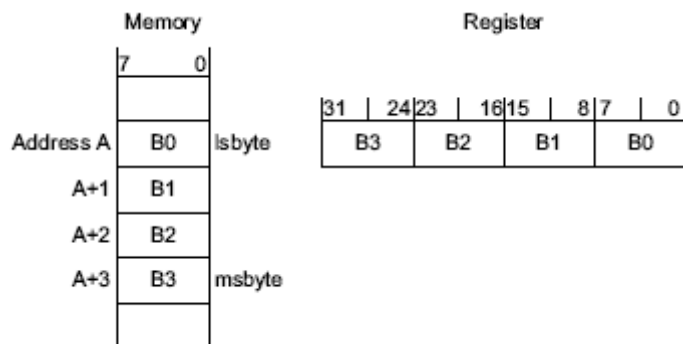 Memory Register
7 0
31 24 23 16 15 8 7 0
Address A B0 lsbyte B3 B2 B1 B0
A+1 B1
A+2 B2
A+3 B3 msbyte